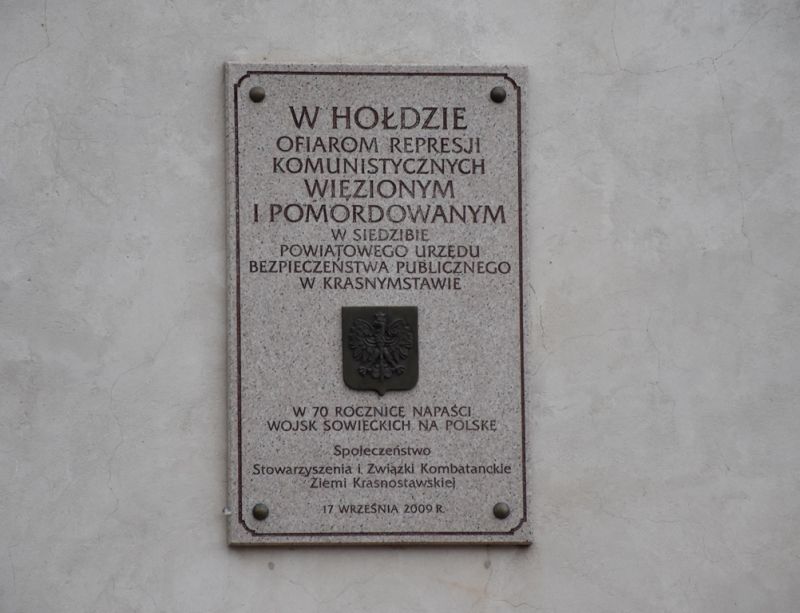 W HOŁDZIE
OFIAROM REPRESJI
KOMUNISTYCZNYCH
WIĘZIONYM
I POMORDOWANYM
W SIEDZIBIE
POWIATOWEGO URZĘDU
BEZPIECZEŃSTWA PUBLICZNEGO
W KRASNYMSTAWIE
W 70 ROCZNICĘ NAPAŚCI
WOJSK SOWIECKICH NA POLSKĘ
Społeczeństwo
Stowarzyszenia i Związki Kombatanckie
Ziemi Krasnostawskiej
17 WRZEŚNIA 2009 R.